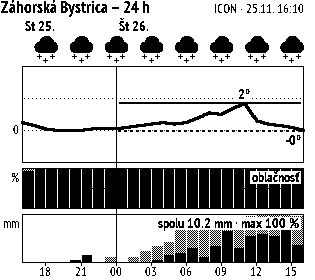 Záhorská Bystrica – 24 h ICON · 25.11. 16:10
Št 25. Št 26.
2°
0
-0°
% oblačnosť
mm spolu 10.2 mm · max 100 %
18 21 00 03 06 09 12 15